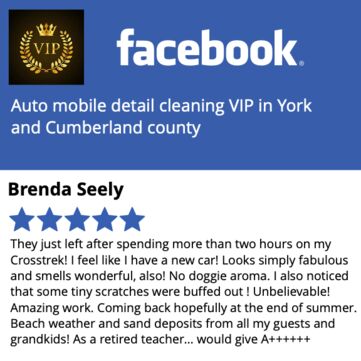 VIP
facebook®
Auto mobile detail cleaning VIP in York
and Cumberland county
Brenda Seely
They just left after spending more than two hours on my
Crosstrek! I feel like I have a new car! Looks simply fabulous
and smells wonderful, also! No doggie aroma. I also noticed
that some tiny scratches were buffed out ! Unbelievable!
Amazing work. Coming back hopefully at the end of summer.
Beach weather and sand deposits from all my guests and
grandkids! As a retired teacher... would give A++++++